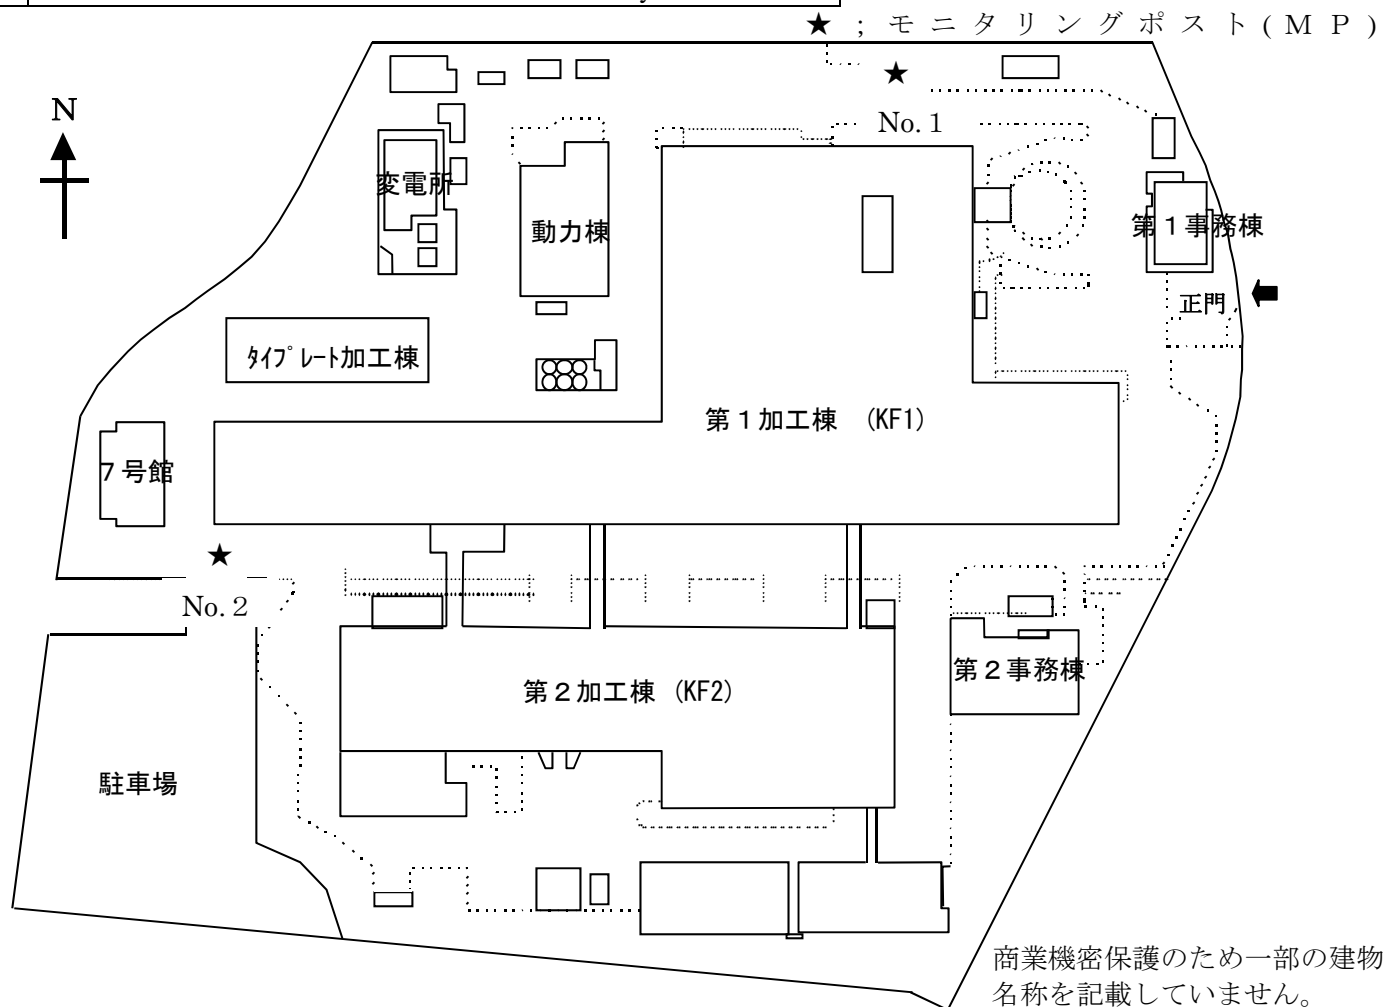 ★ ；モニタリングポスト(ＭＰ)
★
No.１
N
変電所
動力棟
第１事務棟
正門
ﾀｲﾌﾟﾚｰﾄ加工棟
第１加工棟 (KF1)
７号館
★
No.２
第２事務棟
第２加工棟 (KF2)
駐車場
商業機密保護のため一部の建物
名称を記載していません。